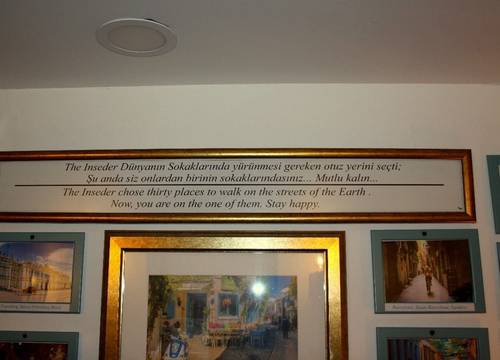 The Inseder Dünyanın Sokaklarında yürünmesi gereken otuz yerini seçti;
Şu anda siz onlardan birinin sokaklarındasınız... Mutlu kalın...
The Inseder chose thirty places to walk on the streets of the Earth .
Now, you are on the one of them. Stay happy.